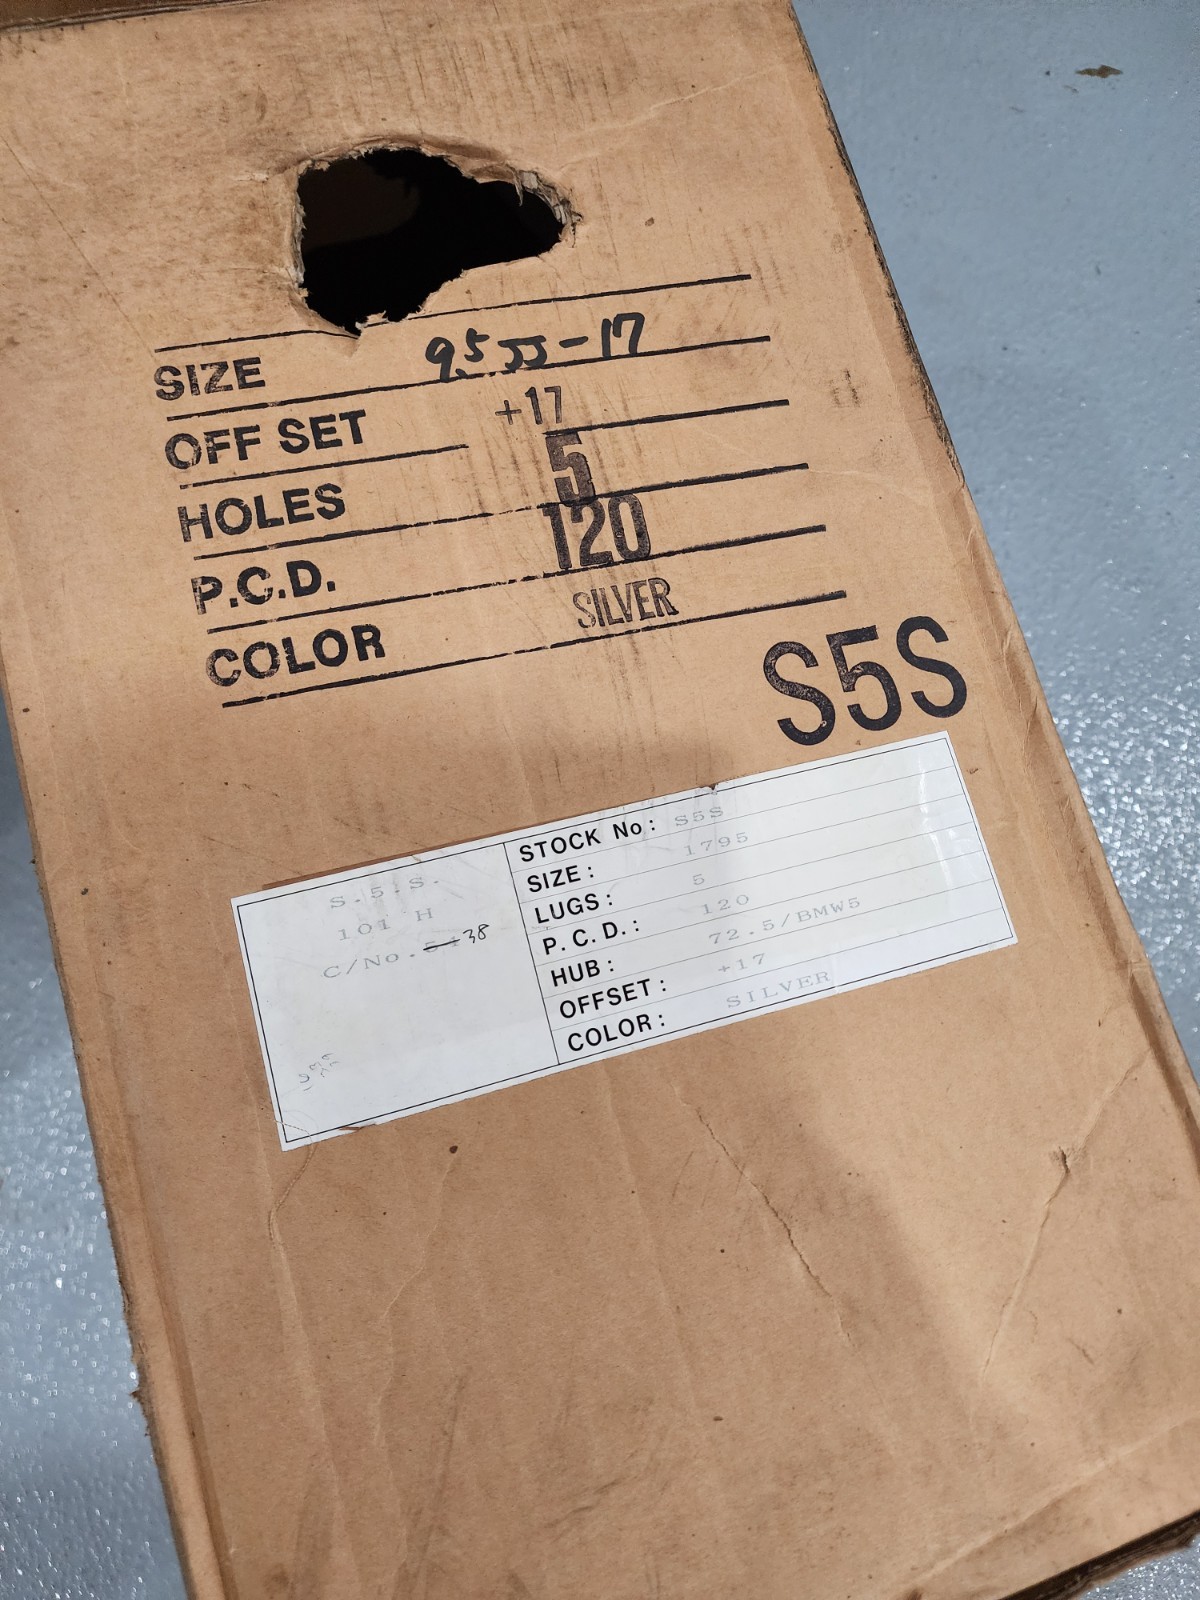 SIZE 9.5JJ-17
OFF SET +17
HOLES 5
P.C.D. 120
COLOR SILVER
S5S
S.5.S.
101 H
C/No. 38
STOCK No: S5S
SIZE: 1795
LUGS: 5
P.C.D.: 120
HUB: 72.5/BMW5
OFFSET: +17
COLOR: SILVER